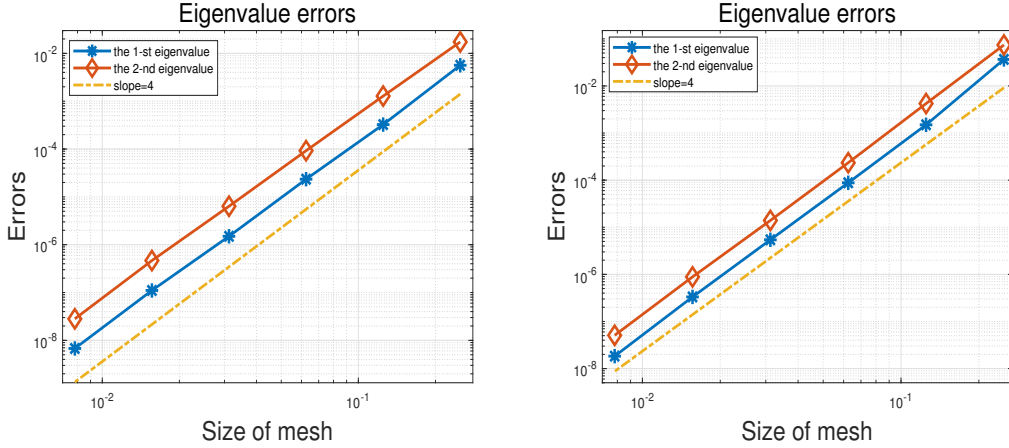 Eigenvalue errors
the 1-st eigenvalue
the 2-nd eigenvalue
slope=4
10^-2
10^-4
10^-6
10^-8
Errors
10^-2
10^-1
Size of mesh
Eigenvalue errors
the 1-st eigenvalue
the 2-nd eigenvalue
slope=4
10^-2
10^-4
10^-6
10^-8
Errors
10^-2
10^-1
Size of mesh